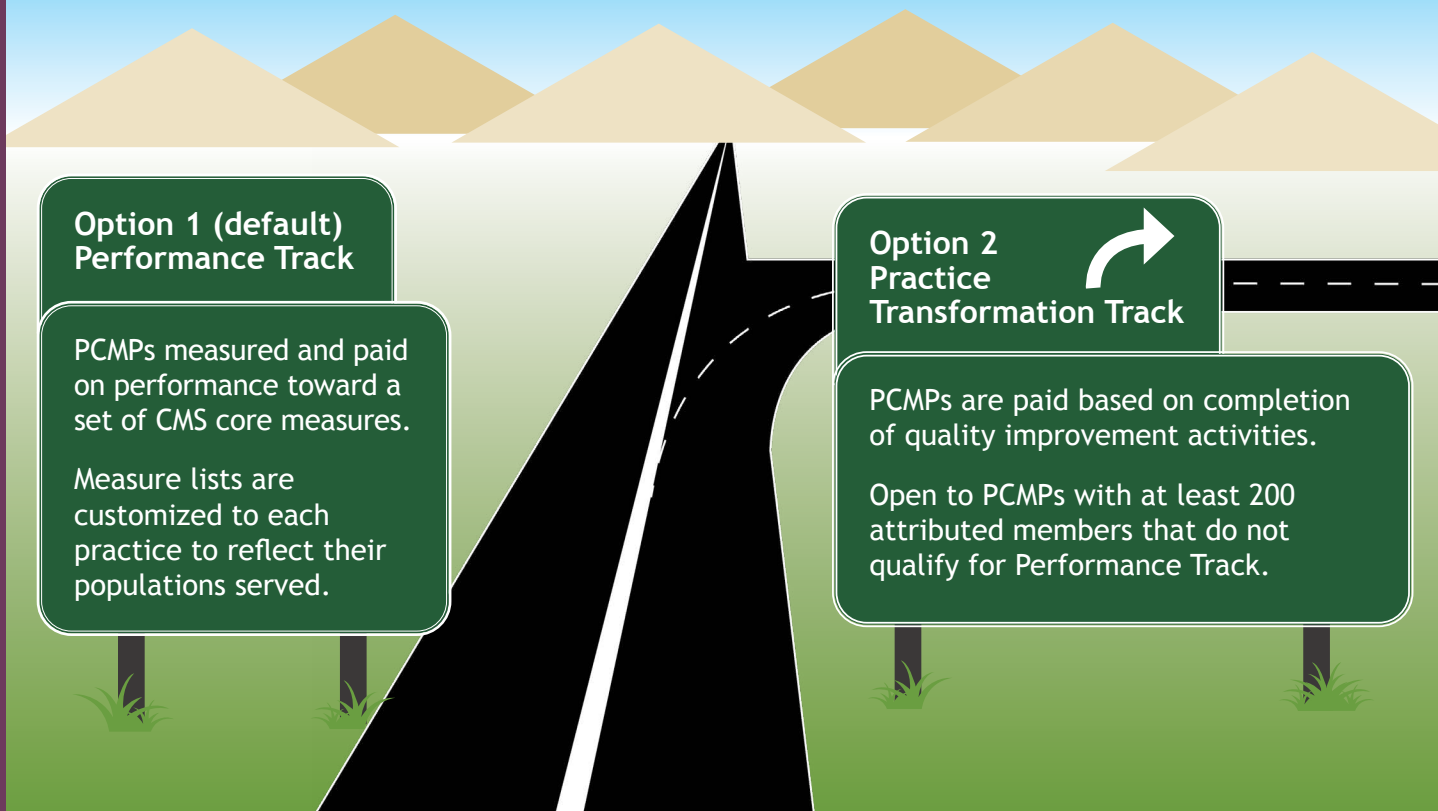 Option 1 (default)
Performance Track
PCMPs measured and paid
on performance toward a
set of CMS core measures.
Measure lists are
customized to each
practice to reflect their
populations served.
Option 2
Practice
Transformation Track
PCMPs are paid based on completion
of quality improvement activities.
Open to PCMPs with at least 200
attributed members that do not
qualify for Performance Track.